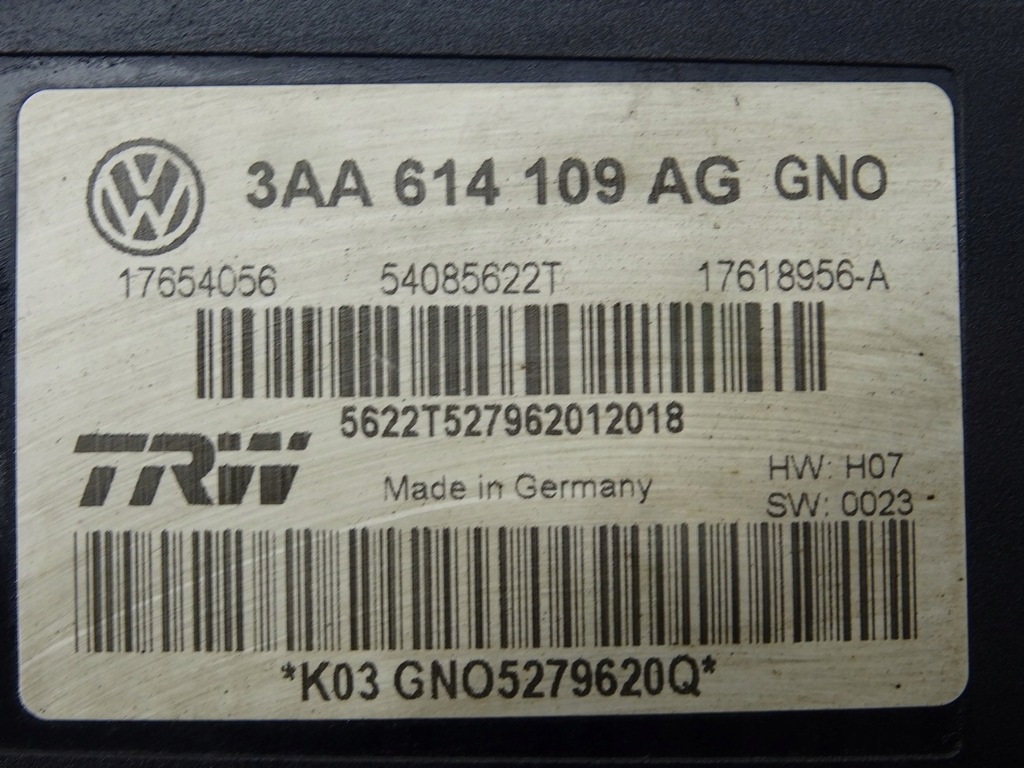 3AA 614 109 AG GNO
17654056 54085622T 17618956-A
5622T527962012018
TRW
Made in Germany
HW: H07
SW: 0023
*K03 GNO5279620Q*